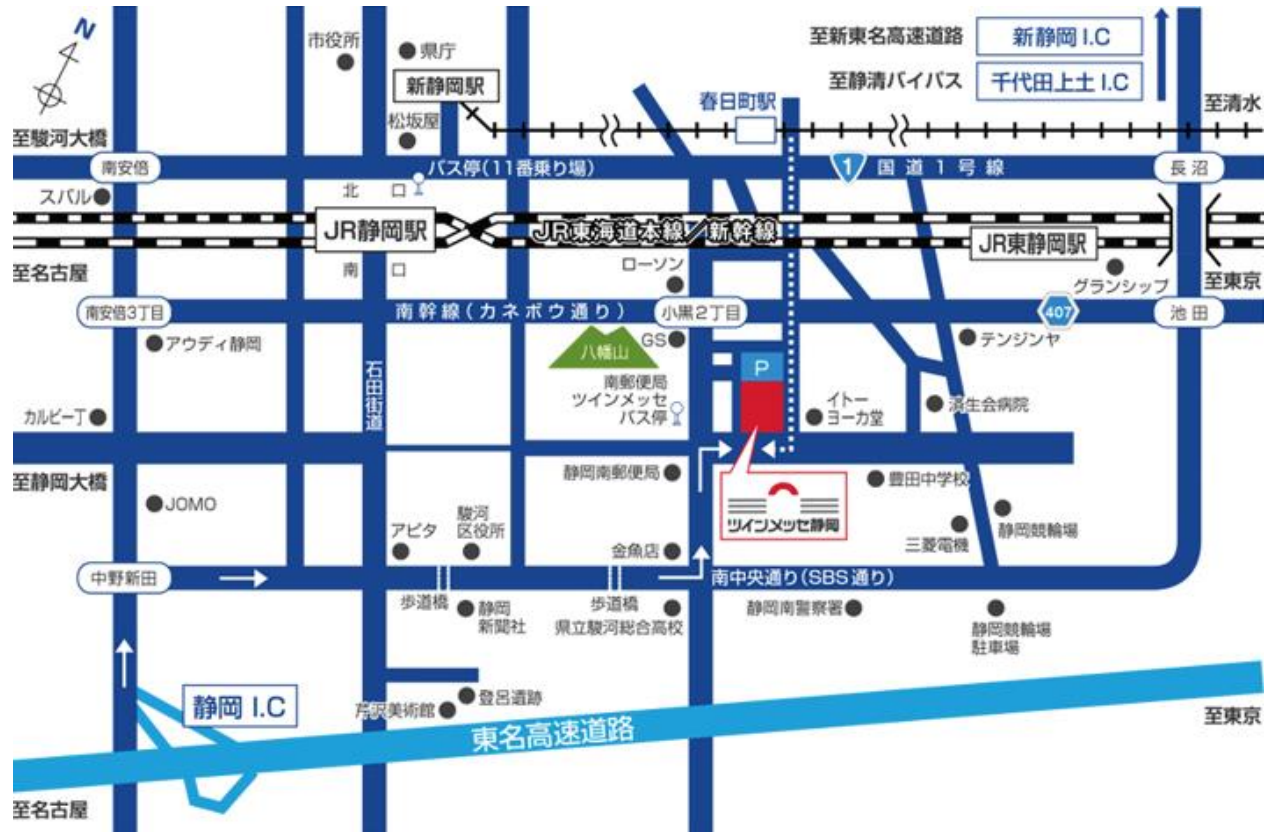 N
市役所
県庁
新静岡駅
松坂屋
至新東名高速道路
新静岡I.C
至静清バイパス
千代田上土I.C
春日町駅
至清水
至駿河大橋
南安倍
バス停(11番乗り場)
1
国道1号線
長沼
スバル
北口
JR静岡駅
JR東海道本線/新幹線
JR東静岡駅
至名古屋
南口
ローソン
グランシップ
至東京
南安倍3丁目
南幹線(カネボウ通り)
小黒2丁目
407
池田
アウディ静岡
八幡山
GS
P
テンジンヤ
石田街道
南郵便局
ツインメッセ
バス停
カルビー丁
イトー
ヨーカ堂
済生会病院
至静岡大橋
静岡南郵便局
豊田中学校
JOMO
ツインメッセ静岡
アピタ
駿河
区役所
金魚店
三菱電機
静岡競輪場
中野新田
南中央通り(SBS通り)
歩道橋
静岡
新聞社
歩道橋
県立駿河総合高校
静岡南警察署
静岡競輪場
駐車場
静岡I.C
芹沢美術館
登呂遺跡
東名高速道路
至東京
至名古屋